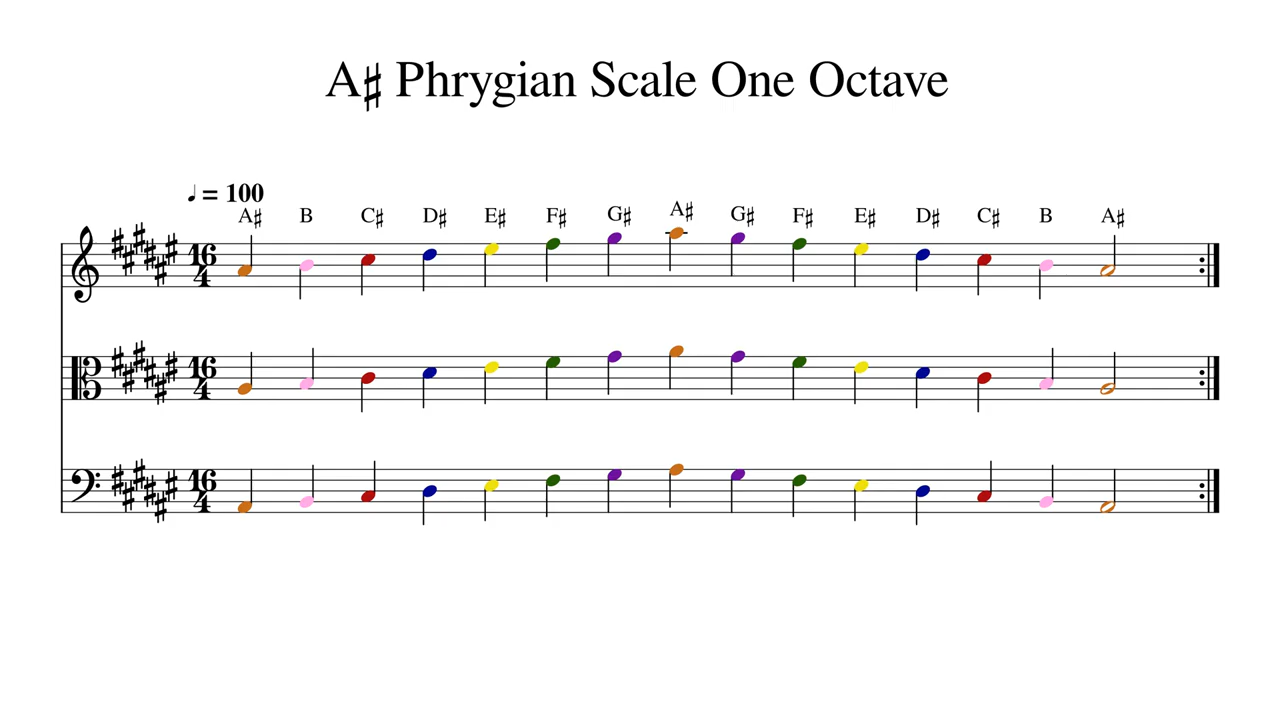 A♯ Phrygian Scale One Octave
♩ = 100
A♯ B C♯ D♯ E♯ F♯ G♯ A♯ G♯ F♯ E♯ D♯ C♯ B A♯
16
4
16
4
16
4